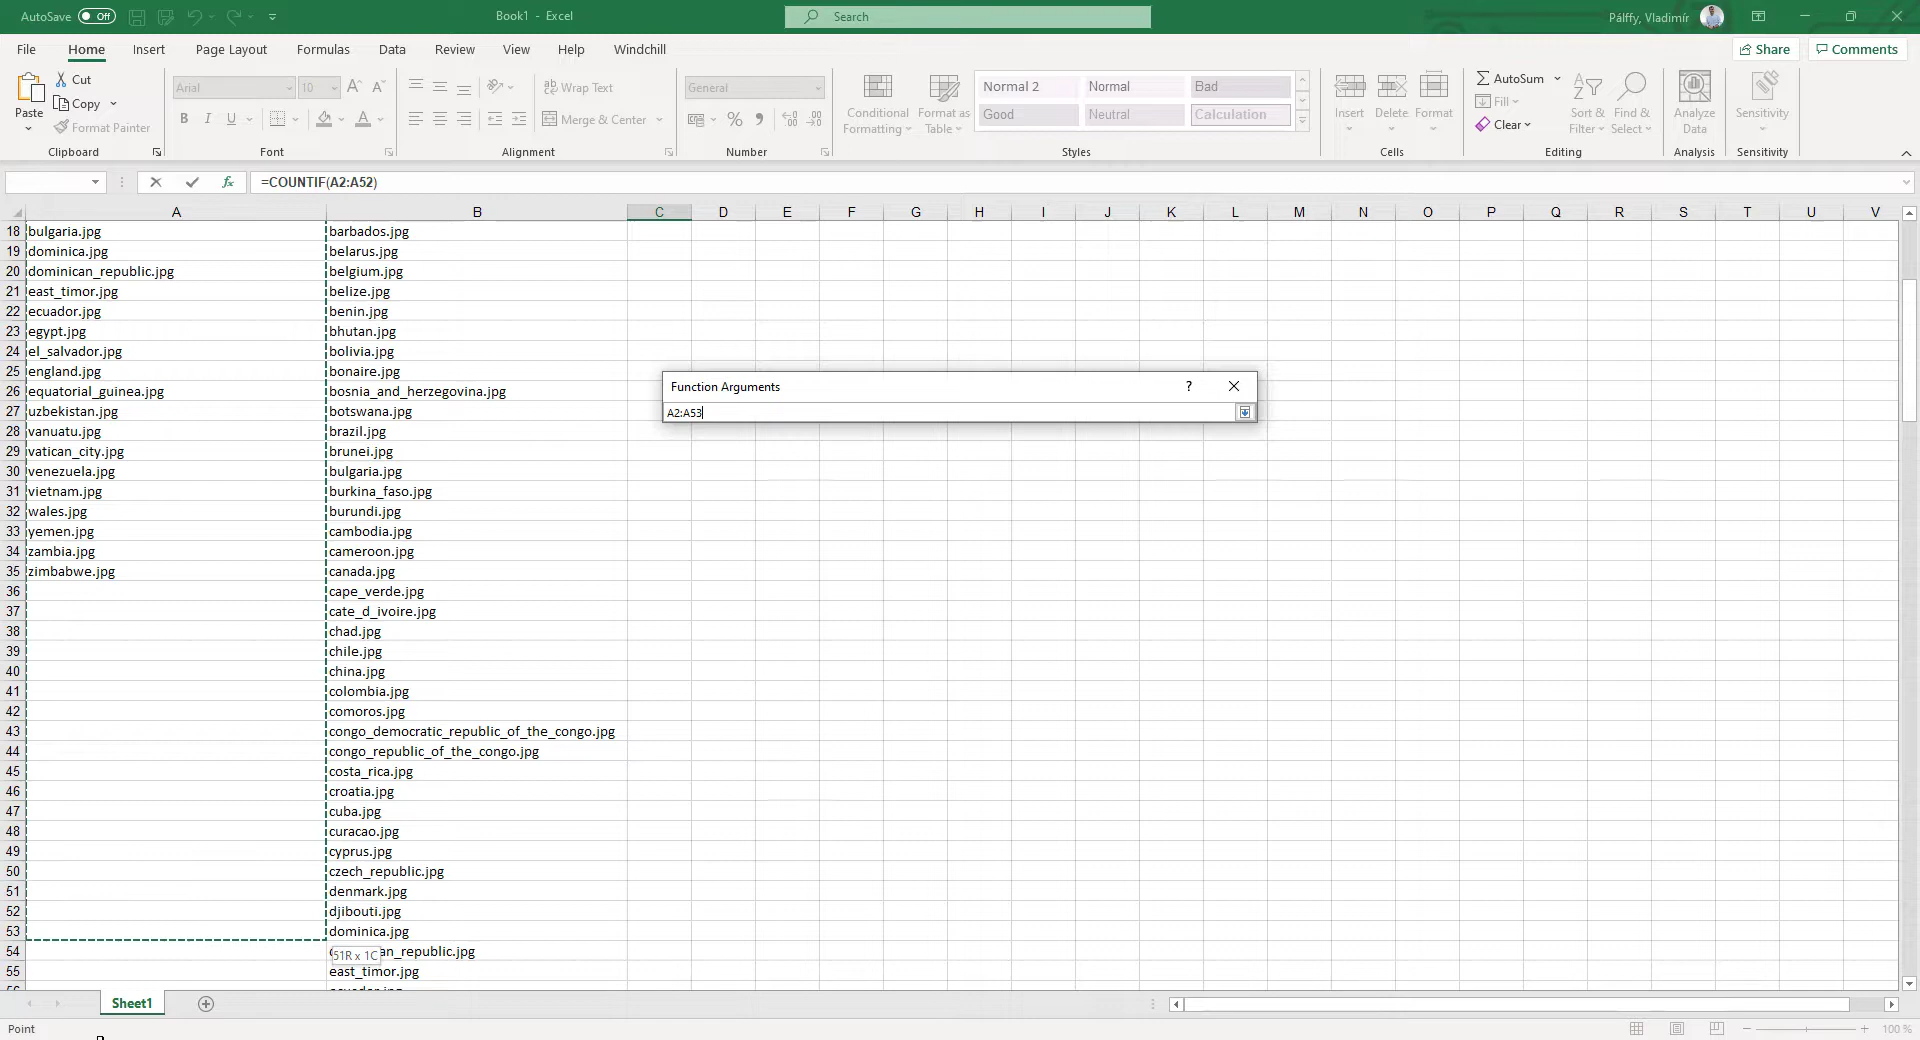 AutoSave Off Book1 - Excel Search Pálffy, Vladimír
File Home Insert Page Layout Formulas Data Review View Help Windchill Share Comments
Paste Cut Copy Format Painter Clipboard
Arial 10 A A B I U A Font
Wrap Text Merge & Center Alignment
General % Number
Conditional Formatting Format as Table
Normal 2 Normal Bad
Good Neutral Calculation
Styles
Insert Delete Format Cells
AutoSum Fill Clear Sort & Filter Find & Select Editing
Analyze Data Analysis
Sensitivity Sensitivity
fx =COUNTIF(A2:A52)
A B C D E F G H I J K L M N O P Q R S T U V
18 bulgaria.jpg barbados.jpg
19 dominica.jpg belarus.jpg
20 dominican_republic.jpg belgium.jpg
21 east_timor.jpg belize.jpg
22 ecuador.jpg benin.jpg
23 egypt.jpg bhutan.jpg
24 el_salvador.jpg bolivia.jpg
25 england.jpg bonaire.jpg
26 equatorial_guinea.jpg bosnia_and_herzegovina.jpg
27 uzbekistan.jpg botswana.jpg
28 vanuatu.jpg brazil.jpg
29 vatican_city.jpg brunei.jpg
30 venezuela.jpg bulgaria.jpg
31 vietnam.jpg burkina_faso.jpg
32 wales.jpg burundi.jpg
33 yemen.jpg cambodia.jpg
34 zambia.jpg cameroon.jpg
35 zimbabwe.jpg canada.jpg
36 cape_verde.jpg
37 cate_d_ivoire.jpg
38 chad.jpg
39 chile.jpg
40 china.jpg
41 colombia.jpg
42 comoros.jpg
43 congo_democratic_republic_of_the_congo.jpg
44 congo_republic_of_the_congo.jpg
45 costa_rica.jpg
46 croatia.jpg
47 cuba.jpg
48 curacao.jpg
49 cyprus.jpg
50 czech_republic.jpg
51 denmark.jpg
52 djibouti.jpg
53 dominica.jpg
54 an_republic.jpg
51R x 1C
55 east_timor.jpg
Function Arguments ?
A2:A53
Sheet1
Point 100 %